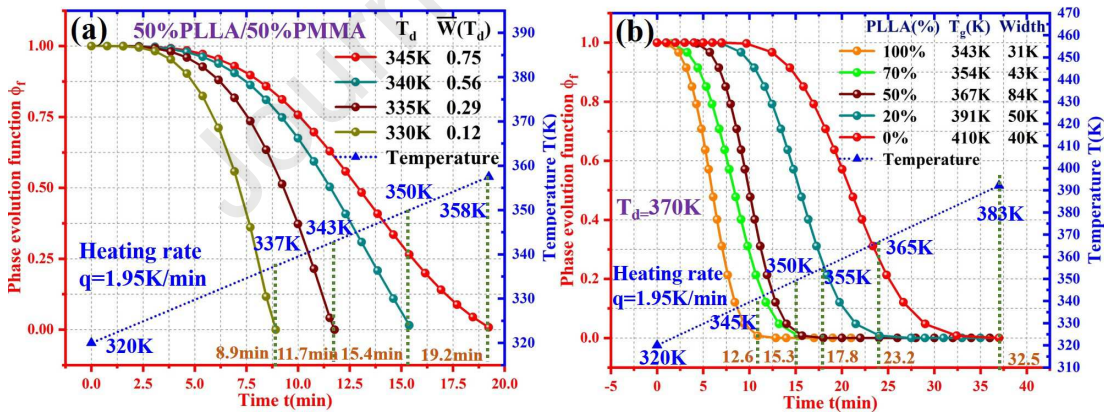 Journ
(a)
50%PLLA/50%PMMA
T_d W̅(T_d)
345K 0.75
340K 0.56
335K 0.29
330K 0.12
Temperature
Phase evolution function ϕ_f
1.00
0.75
0.50
0.25
0.00
Heating rate
q=1.95K/min
320K
337K
343K
350K
358K
8.9min
11.7min
15.4min
19.2min
0.0 2.5 5.0 7.5 10.0 12.5 15.0 17.5 20.0
Time t(min)
390
380
370
360
350
340
330
320
Temperature T(K)
(b)
PLLA(%) T_g(K) Width
100% 343K 31K
70% 354K 43K
50% 367K 84K
20% 391K 50K
0% 410K 40K
Temperature
Phase evolution function ϕ_f
1.0
0.8
0.6
0.4
0.2
0.0
T_d=370K
Heating rate
q=1.95K/min
320K
345K
350K
355K
365K
383K
12.6
15.3
17.8
23.2
32.5
0 5 10 15 20 25 30 35 40
Time t(min)
470
460
450
440
430
420
410
400
390
380
370
360
350
340
330
320
310
Temperature T(K)